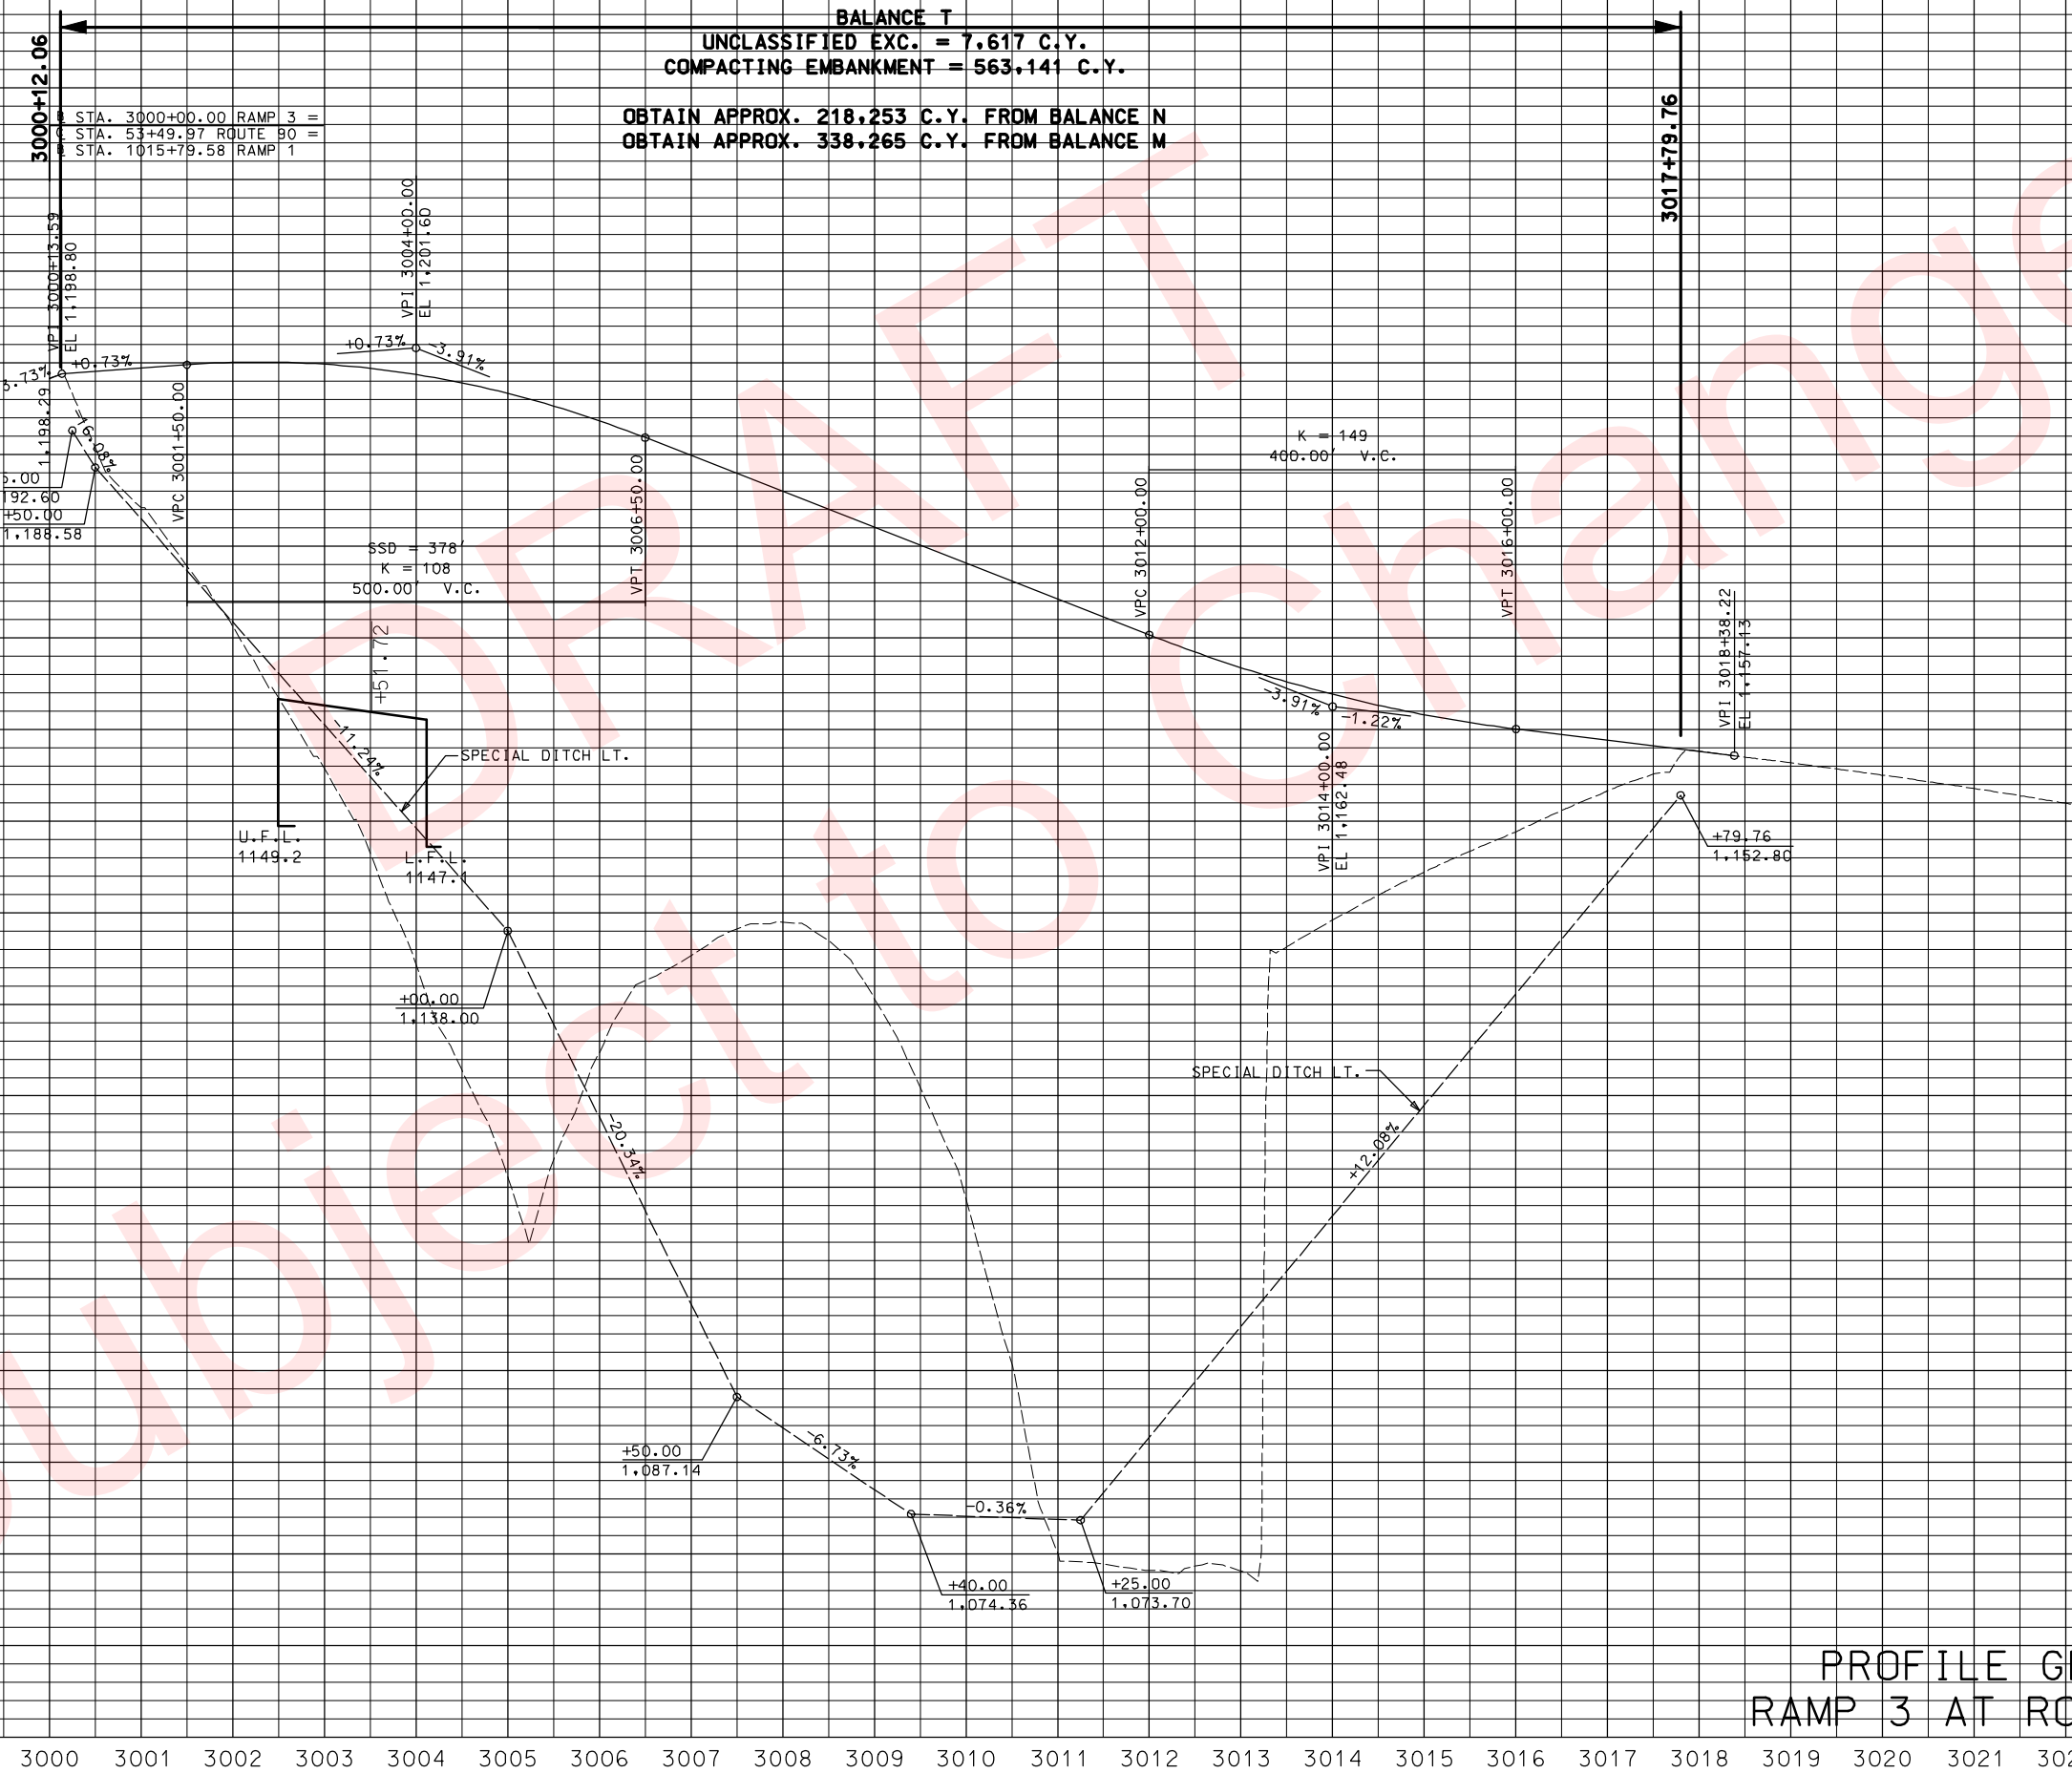 BALANCE T
UNCLASSIFIED EXC. = 7,617 C.Y.
COMPACTING EMBANKMENT = 563,141 C.Y.
OBTAIN APPROX. 218,253 C.Y. FROM BALANCE N
OBTAIN APPROX. 338,265 C.Y. FROM BALANCE M
3000+12.06
STA. 3000+00.00 RAMP 3 =
STA. 53+49.97 ROUTE 90 =
STA. 1015+79.58 RAMP 1
3017+79.76
VPI 3000+13.59
EL 1,198.80
VPI 3004+00.00
EL 1,201.60
+0.73%
-3.91%
3.73%
+0.73%
1,198.29
-16.08%
5.00
192.60
+50.00
1,188.58
VPC 3001+50.00
SSD = 378'
K = 108
500.00' V.C.
VPT 3006+50.00
K = 149
400.00' V.C.
VPC 3012+00.00
VPT 3016+00.00
+51.72
-11.24%
SPECIAL DITCH LT.
U.F.L.
1149.2
L.F.L.
1147.1
-3.91%
-1.22%
VPI 3014+00.00
EL 1,162.48
VPI 3018+38.22
EL 1,157.13
+79.76
1,152.80
+00.00
1,138.00
SPECIAL DITCH LT.
+12.08%
-20.34%
+50.00
1,087.14
-6.73%
-0.36%
+40.00
1,074.36
+25.00
1,073.70
DRAFT
ubject to Change
PROFILE G
RAMP 3 AT RO
3000 3001 3002 3003 3004 3005 3006 3007 3008 3009 3010 3011 3012 3013 3014 3015 3016 3017 3018 3019 3020 3021 302